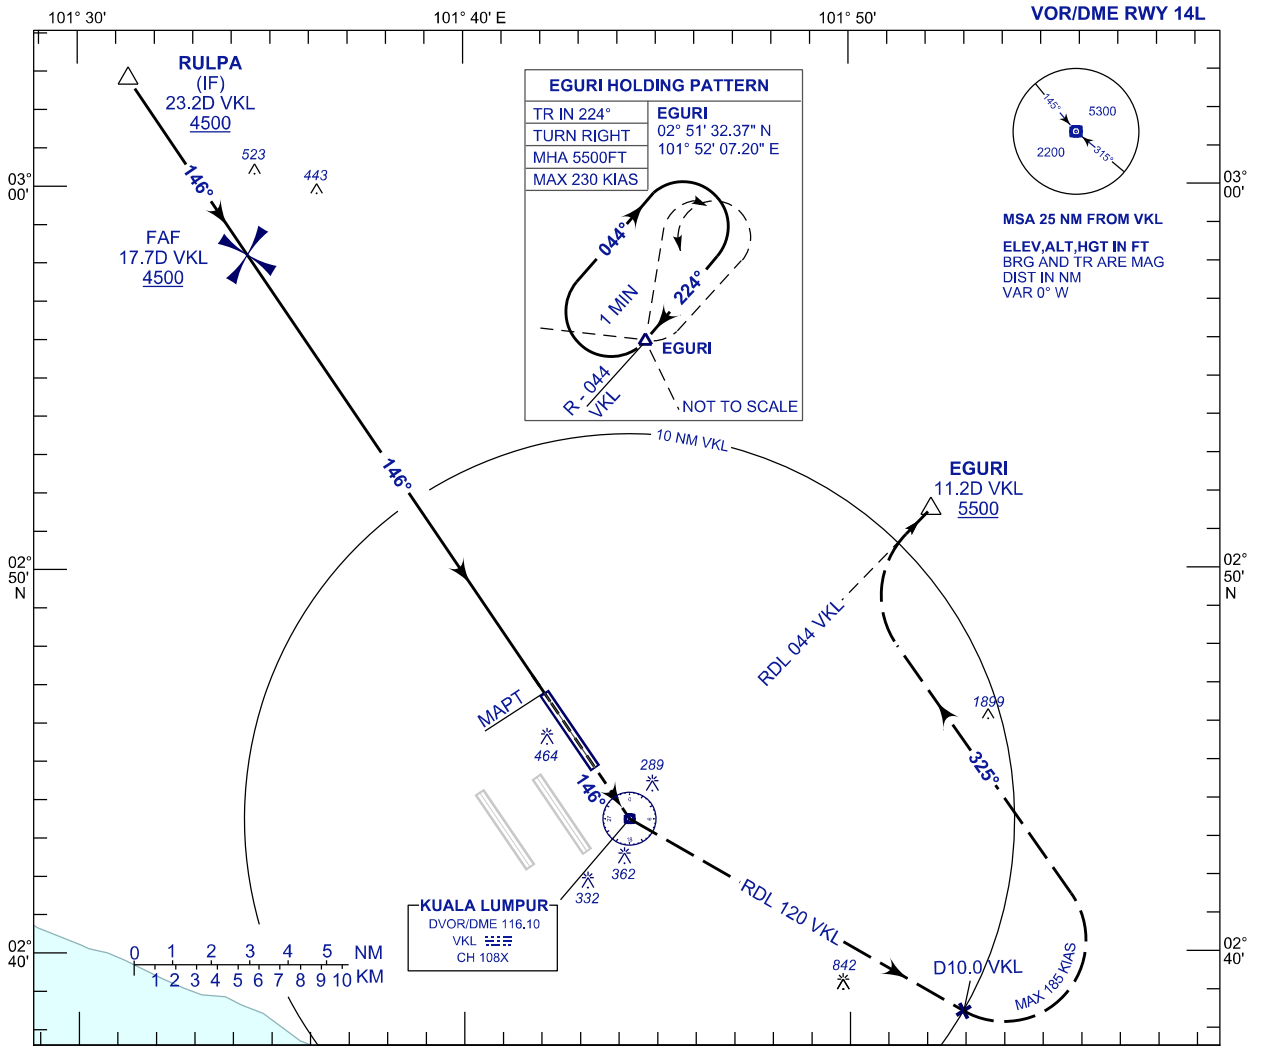 101° 30'
101° 40' E
101° 50'
VOR/DME RWY 14L
RULPA
(IF)
23.2D VKL
4500
523
443
146°
03°
00'
FAF
17.7D VKL
4500
EGURI HOLDING PATTERN
TR IN 224°
TURN RIGHT
MHA 5500FT
MAX 230 KIAS
EGURI
02° 51' 32.37" N
101° 52' 07.20" E
044°
224°
1 MIN
EGURI
R - 044
VKL
NOT TO SCALE
145°
5300
2200
315°
03°
00'
MSA 25 NM FROM VKL
ELEV,ALT,HGT IN FT
BRG AND TR ARE MAG
DIST IN NM
VAR 0° W
10 NM VKL
146°
EGURI
11.2D VKL
5500
02°
50'
N
02°
50'
N
RDL 044 VKL
MAPT
464
289
146°
1899
325°
362
332
KUALA LUMPUR
DVOR/DME 116.10
VKL
CH 108X
RDL 120 VKL
842
D10.0 VKL
MAX 185 KIAS
02°
40'
02°
40'
0 1 2 3 4 5 NM
1 2 3 4 5 6 7 8 9 10 KM